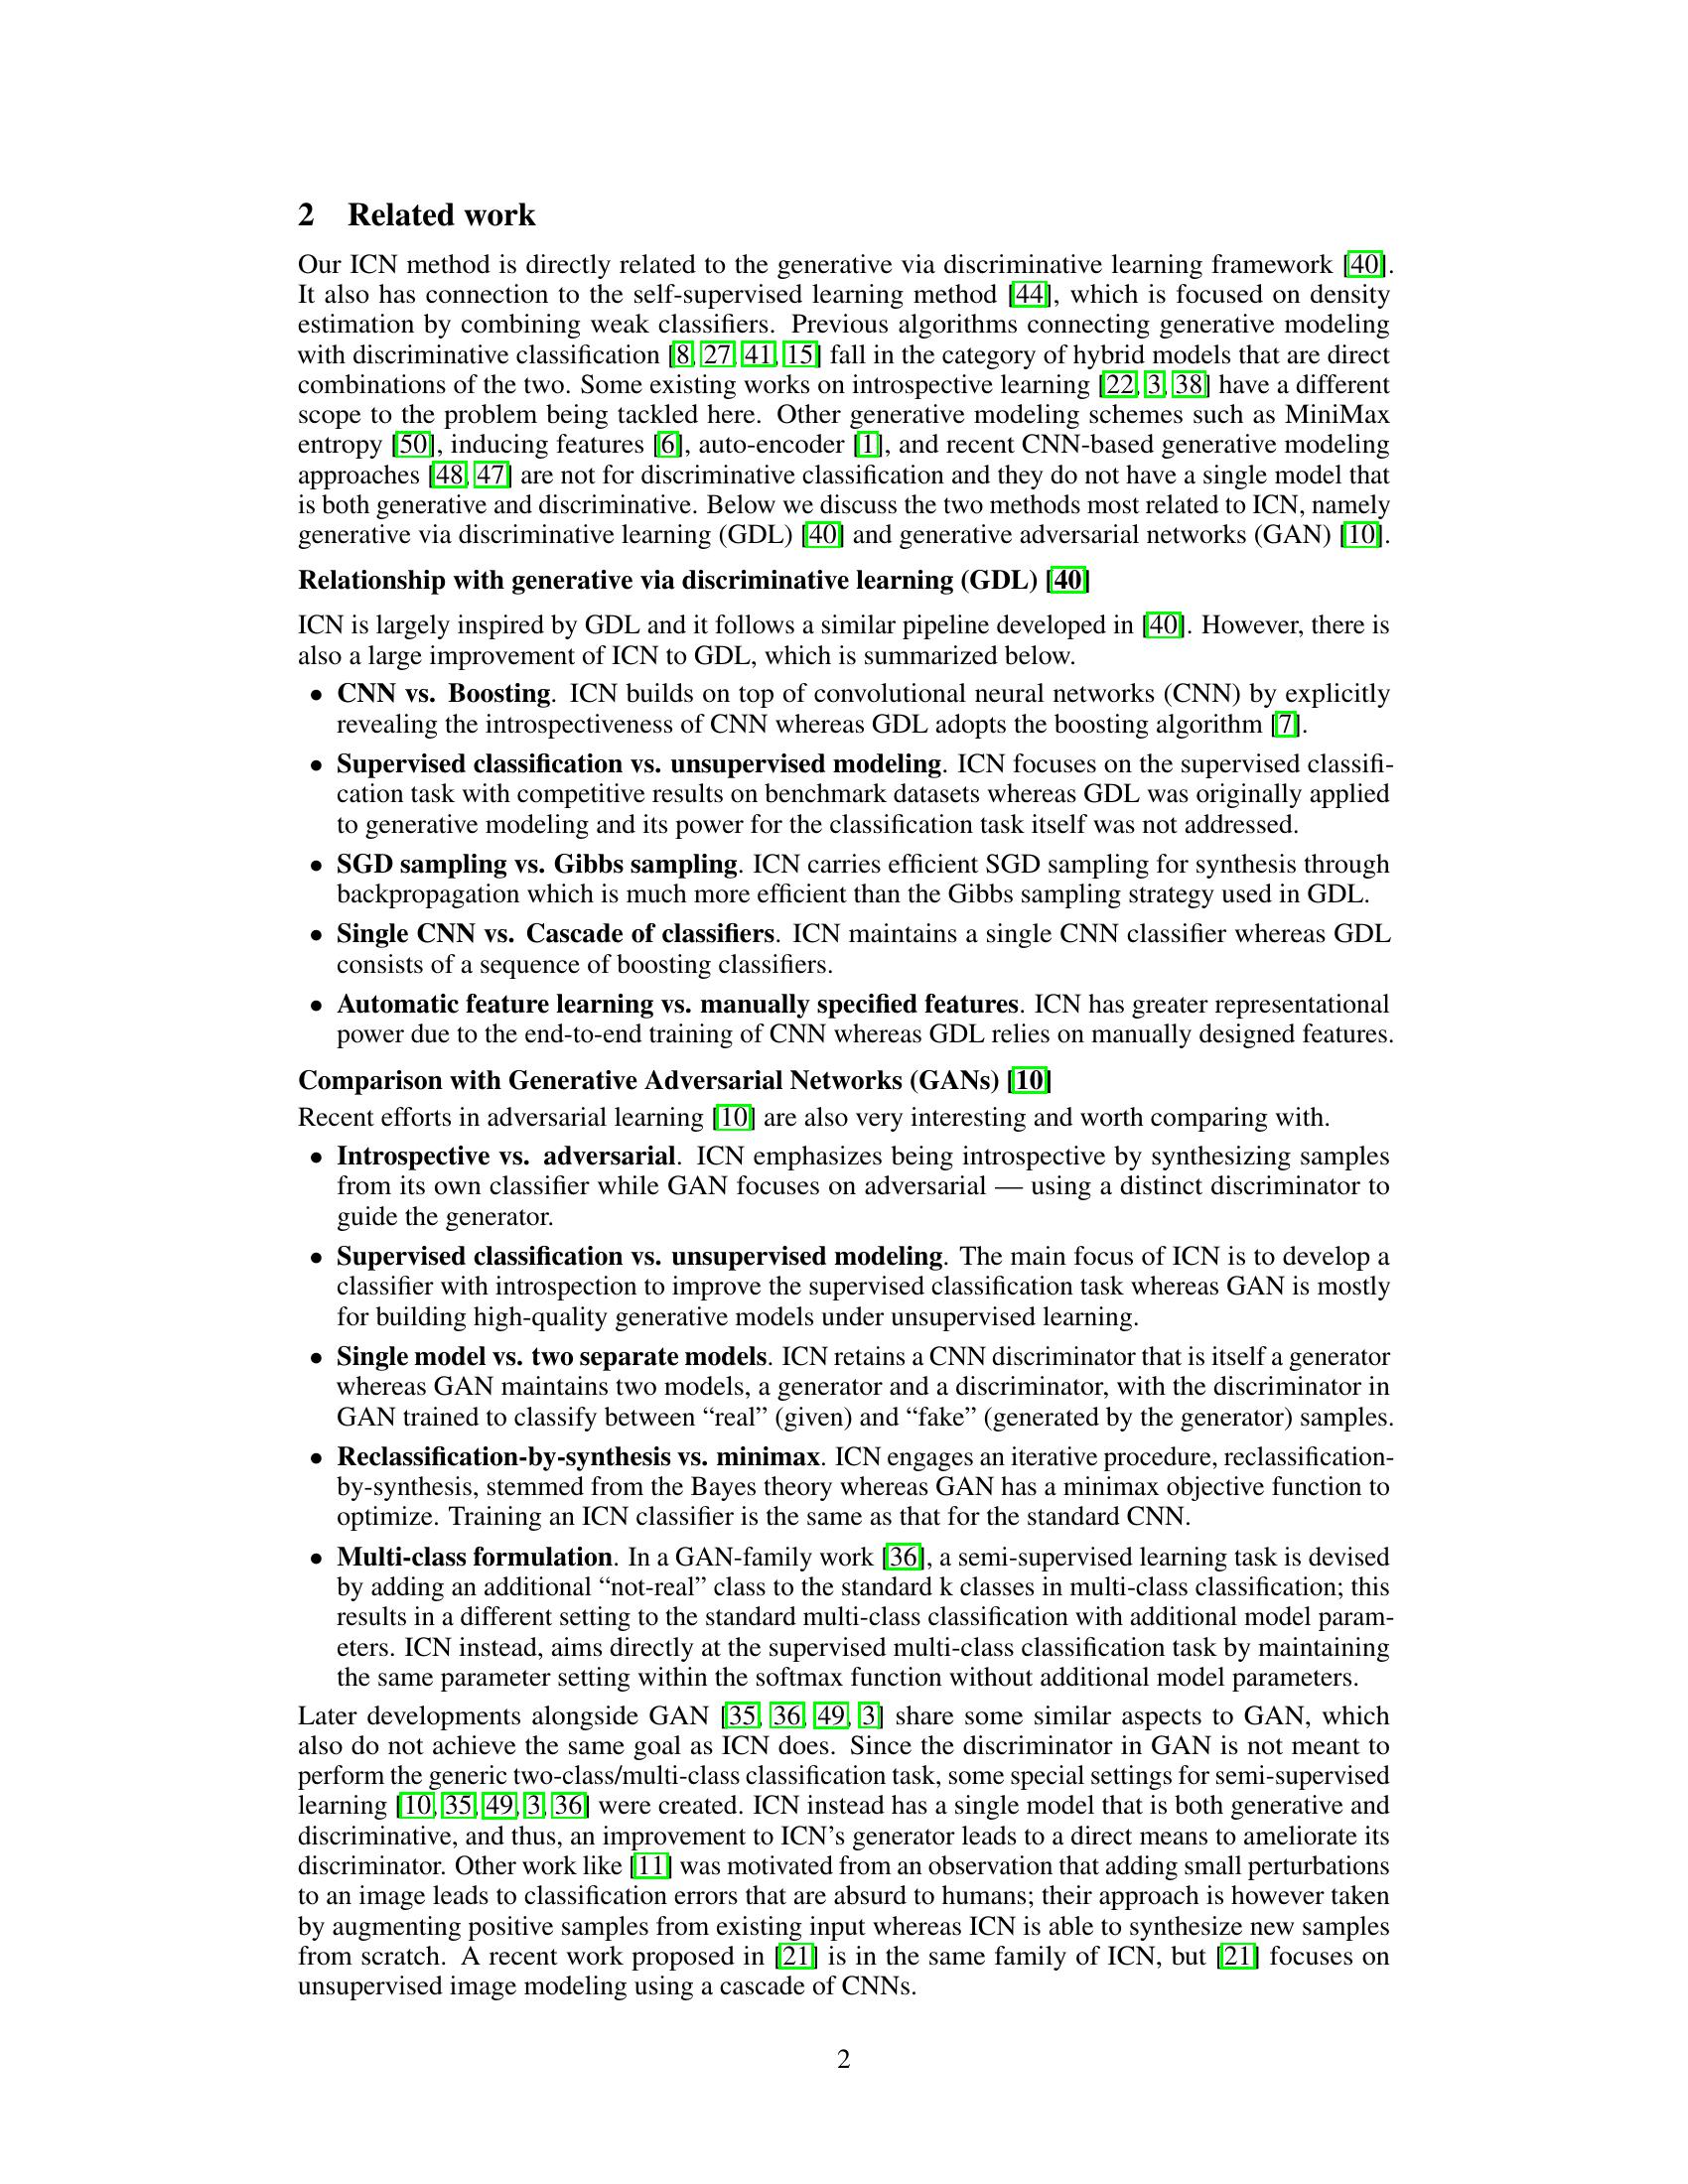 2 Related work
Our ICN method is directly related to the generative via discriminative learning framework [40].
It also has connection to the self-supervised learning method [44], which is focused on density
estimation by combining weak classifiers. Previous algorithms connecting generative modeling
with discriminative classification [8, 27, 41, 15] fall in the category of hybrid models that are direct
combinations of the two. Some existing works on introspective learning [22, 3, 38] have a different
scope to the problem being tackled here. Other generative modeling schemes such as MiniMax
entropy [50], inducing features [6], auto-encoder [1], and recent CNN-based generative modeling
approaches [48, 47] are not for discriminative classification and they do not have a single model that
is both generative and discriminative. Below we discuss the two methods most related to ICN, namely
generative via discriminative learning (GDL) [40] and generative adversarial networks (GAN) [10].
Relationship with generative via discriminative learning (GDL) [40]
ICN is largely inspired by GDL and it follows a similar pipeline developed in [40]. However, there is
also a large improvement of ICN to GDL, which is summarized below.
• CNN vs. Boosting. ICN builds on top of convolutional neural networks (CNN) by explicitly
revealing the introspectiveness of CNN whereas GDL adopts the boosting algorithm [7].
• Supervised classification vs. unsupervised modeling. ICN focuses on the supervised classifi-
cation task with competitive results on benchmark datasets whereas GDL was originally applied
to generative modeling and its power for the classification task itself was not addressed.
• SGD sampling vs. Gibbs sampling. ICN carries efficient SGD sampling for synthesis through
backpropagation which is much more efficient than the Gibbs sampling strategy used in GDL.
• Single CNN vs. Cascade of classifiers. ICN maintains a single CNN classifier whereas GDL
consists of a sequence of boosting classifiers.
• Automatic feature learning vs. manually specified features. ICN has greater representational
power due to the end-to-end training of CNN whereas GDL relies on manually designed features.
Comparison with Generative Adversarial Networks (GANs) [10]
Recent efforts in adversarial learning [10] are also very interesting and worth comparing with.
• Introspective vs. adversarial. ICN emphasizes being introspective by synthesizing samples
from its own classifier while GAN focuses on adversarial — using a distinct discriminator to
guide the generator.
• Supervised classification vs. unsupervised modeling. The main focus of ICN is to develop a
classifier with introspection to improve the supervised classification task whereas GAN is mostly
for building high-quality generative models under unsupervised learning.
• Single model vs. two separate models. ICN retains a CNN discriminator that is itself a generator
whereas GAN maintains two models, a generator and a discriminator, with the discriminator in
GAN trained to classify between “real” (given) and “fake” (generated by the generator) samples.
• Reclassification-by-synthesis vs. minimax. ICN engages an iterative procedure, reclassification-
by-synthesis, stemmed from the Bayes theory whereas GAN has a minimax objective function to
optimize. Training an ICN classifier is the same as that for the standard CNN.
• Multi-class formulation. In a GAN-family work [36], a semi-supervised learning task is devised
by adding an additional “not-real” class to the standard k classes in multi-class classification; this
results in a different setting to the standard multi-class classification with additional model param-
eters. ICN instead, aims directly at the supervised multi-class classification task by maintaining
the same parameter setting within the softmax function without additional model parameters.
Later developments alongside GAN [35, 36, 49, 3] share some similar aspects to GAN, which
also do not achieve the same goal as ICN does. Since the discriminator in GAN is not meant to
perform the generic two-class/multi-class classification task, some special settings for semi-supervised
learning [10, 35, 49, 3, 36] were created. ICN instead has a single model that is both generative and
discriminative, and thus, an improvement to ICN’s generator leads to a direct means to ameliorate its
discriminator. Other work like [11] was motivated from an observation that adding small perturbations
to an image leads to classification errors that are absurd to humans; their approach is however taken
by augmenting positive samples from existing input whereas ICN is able to synthesize new samples
from scratch. A recent work proposed in [21] is in the same family of ICN, but [21] focuses on
unsupervised image modeling using a cascade of CNNs.
2